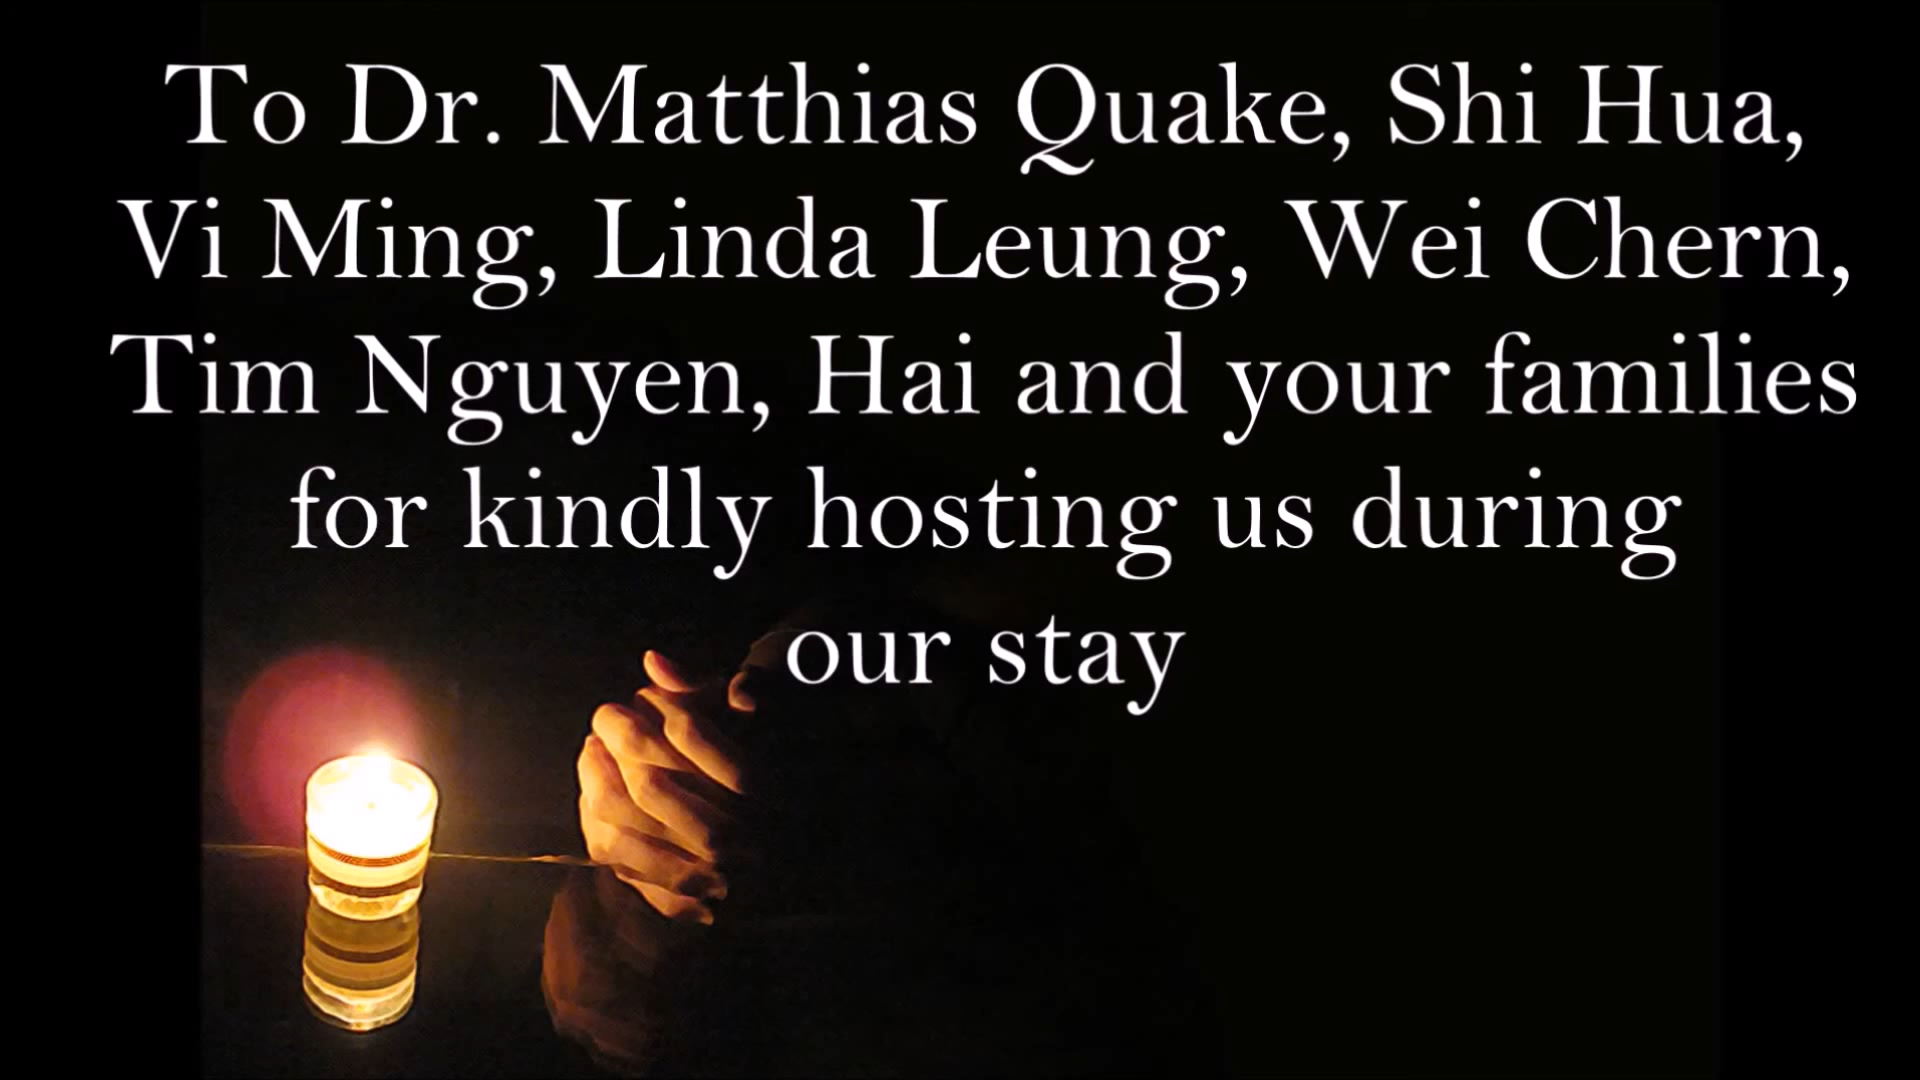 To Dr. Matthias Quake, Shi Hua,
Vi Ming, Linda Leung, Wei Chern,
Tim Nguyen, Hai and your families
for kindly hosting us during
our stay